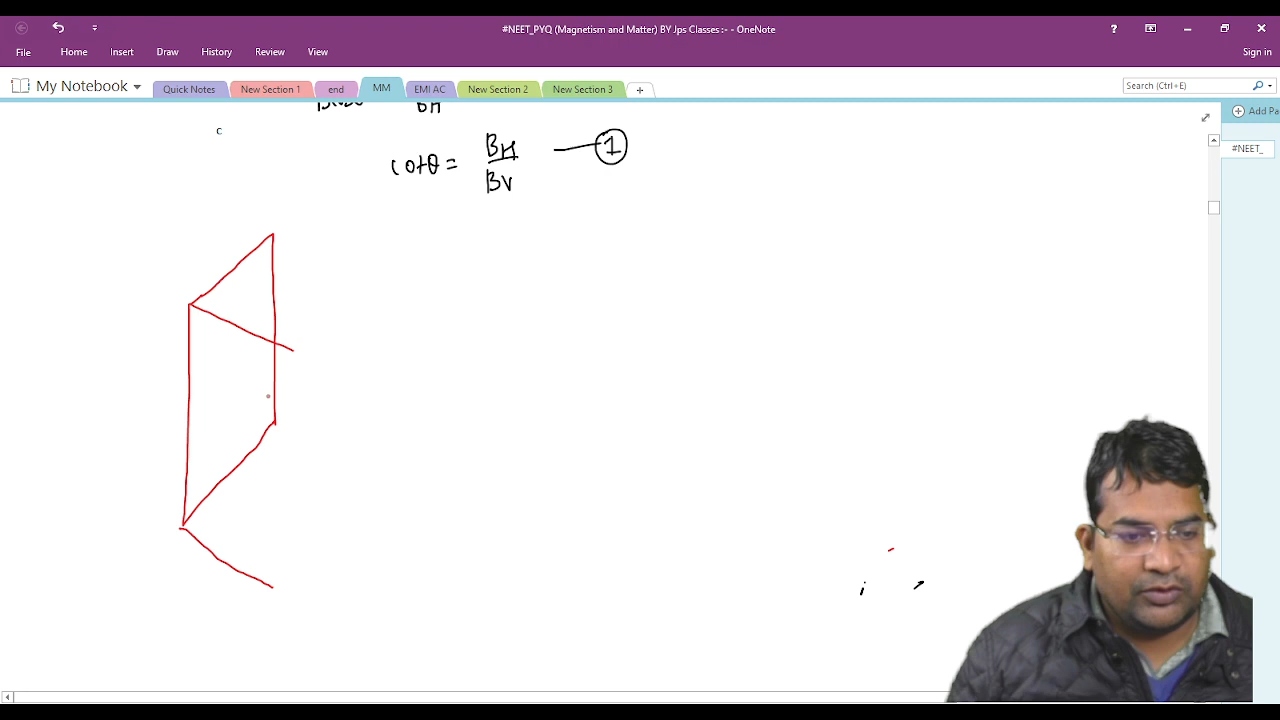 #NEET_PYQ (Magnetism and Matter) BY Jps Classes :- - OneNote
?
File Home Insert Draw History Review View
Sign in
My Notebook Quick Notes New Section 1 end MM EMI AC New Section 2 New Section 3 +
Search (Ctrl+E)
Add Pa
#NEET_
BH
c
cotθ = BH/BV — 1
i